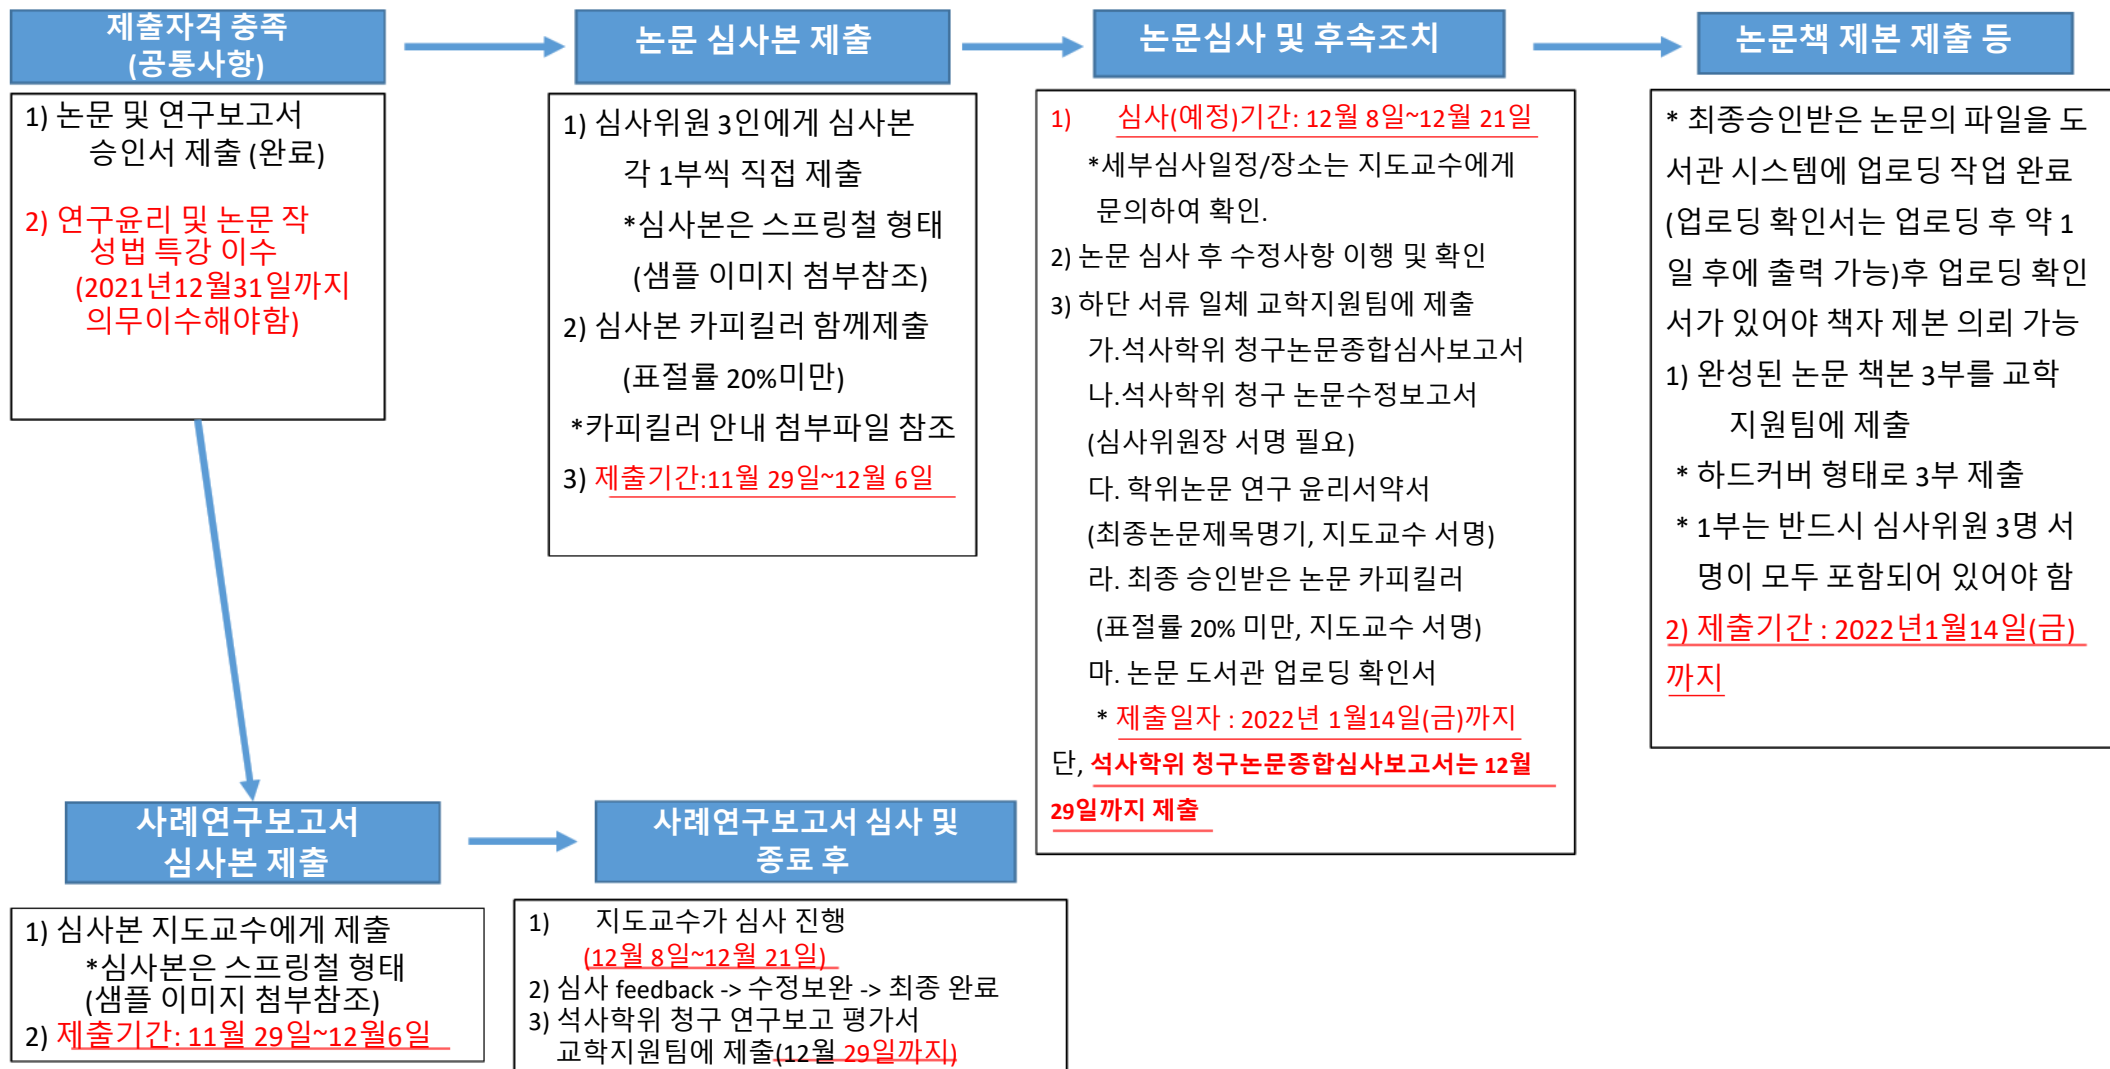 제출자격 충족
(공통사항)
1) 논문 및 연구보고서
승인서 제출 (완료)
2) 연구윤리 및 논문 작
성법 특강 이수
(2021년12월31일까지
의무이수해야함)
논문 심사본 제출
1) 심사위원 3인에게 심사본
각 1부씩 직접 제출
*심사본은 스프링철 형태
(샘플 이미지 첨부참조)
2) 심사본 카피킬러 함께제출
(표절률 20%미만)
*카피킬러 안내 첨부파일 참조
3) 제출기간:11월 29일~12월 6일
논문심사 및 후속조치
1) 심사(예정)기간: 12월 8일~12월 21일
*세부심사일정/장소는 지도교수에게
문의하여 확인.
2) 논문 심사 후 수정사항 이행 및 확인
3) 하단 서류 일체 교학지원팀에 제출
가.석사학위 청구논문종합심사보고서
나.석사학위 청구 논문수정보고서
(심사위원장 서명 필요)
다. 학위논문 연구 윤리서약서
(최종논문제목명기, 지도교수 서명)
라. 최종 승인받은 논문 카피킬러
(표절률 20% 미만, 지도교수 서명)
마. 논문 도서관 업로딩 확인서
* 제출일자 : 2022년 1월14일(금)까지
단, 석사학위 청구논문종합심사보고서는 12월
29일까지 제출
논문책 제본 제출 등
* 최종승인받은 논문의 파일을 도
서관 시스템에 업로딩 작업 완료
(업로딩 확인서는 업로딩 후 약 1
일 후에 출력 가능)후 업로딩 확인
서가 있어야 책자 제본 의뢰 가능
1) 완성된 논문 책본 3부를 교학
지원팀에 제출
* 하드커버 형태로 3부 제출
* 1부는 반드시 심사위원 3명 서
명이 모두 포함되어 있어야 함
2) 제출기간 : 2022년1월14일(금)
까지
사례연구보고서
심사본 제출
1) 심사본 지도교수에게 제출
*심사본은 스프링철 형태
(샘플 이미지 첨부참조)
2) 제출기간: 11월 29일~12월6일
사례연구보고서 심사 및
종료 후
1) 지도교수가 심사 진행
(12월 8일~12월 21일)
2) 심사 feedback -> 수정보완 -> 최종 완료
3) 석사학위 청구 연구보고 평가서
교학지원팀에 제출(12월 29일까지)